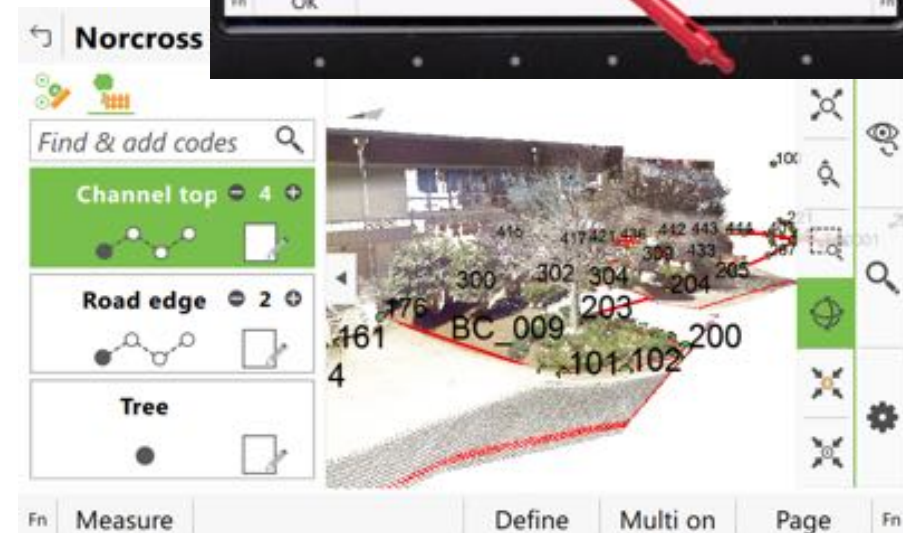 Fn OK Fn
Norcross
Find & add codes
Channel top 4
Road edge 2
Tree
100
416 417 421 436 442 443 444
309 433
300 302 304 204 205
176 203
161 BC_009 200
4 101 102
Fn Measure Define Multi on Page Fn